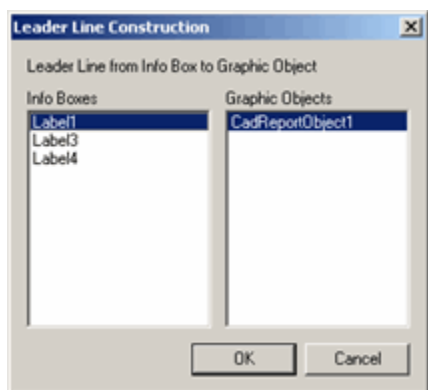 Leader Line Construction
Leader Line from Info Box to Graphic Object
Info Boxes
Label1
Label3
Label4
Graphic Objects
CadReportObject1
OK
Cancel